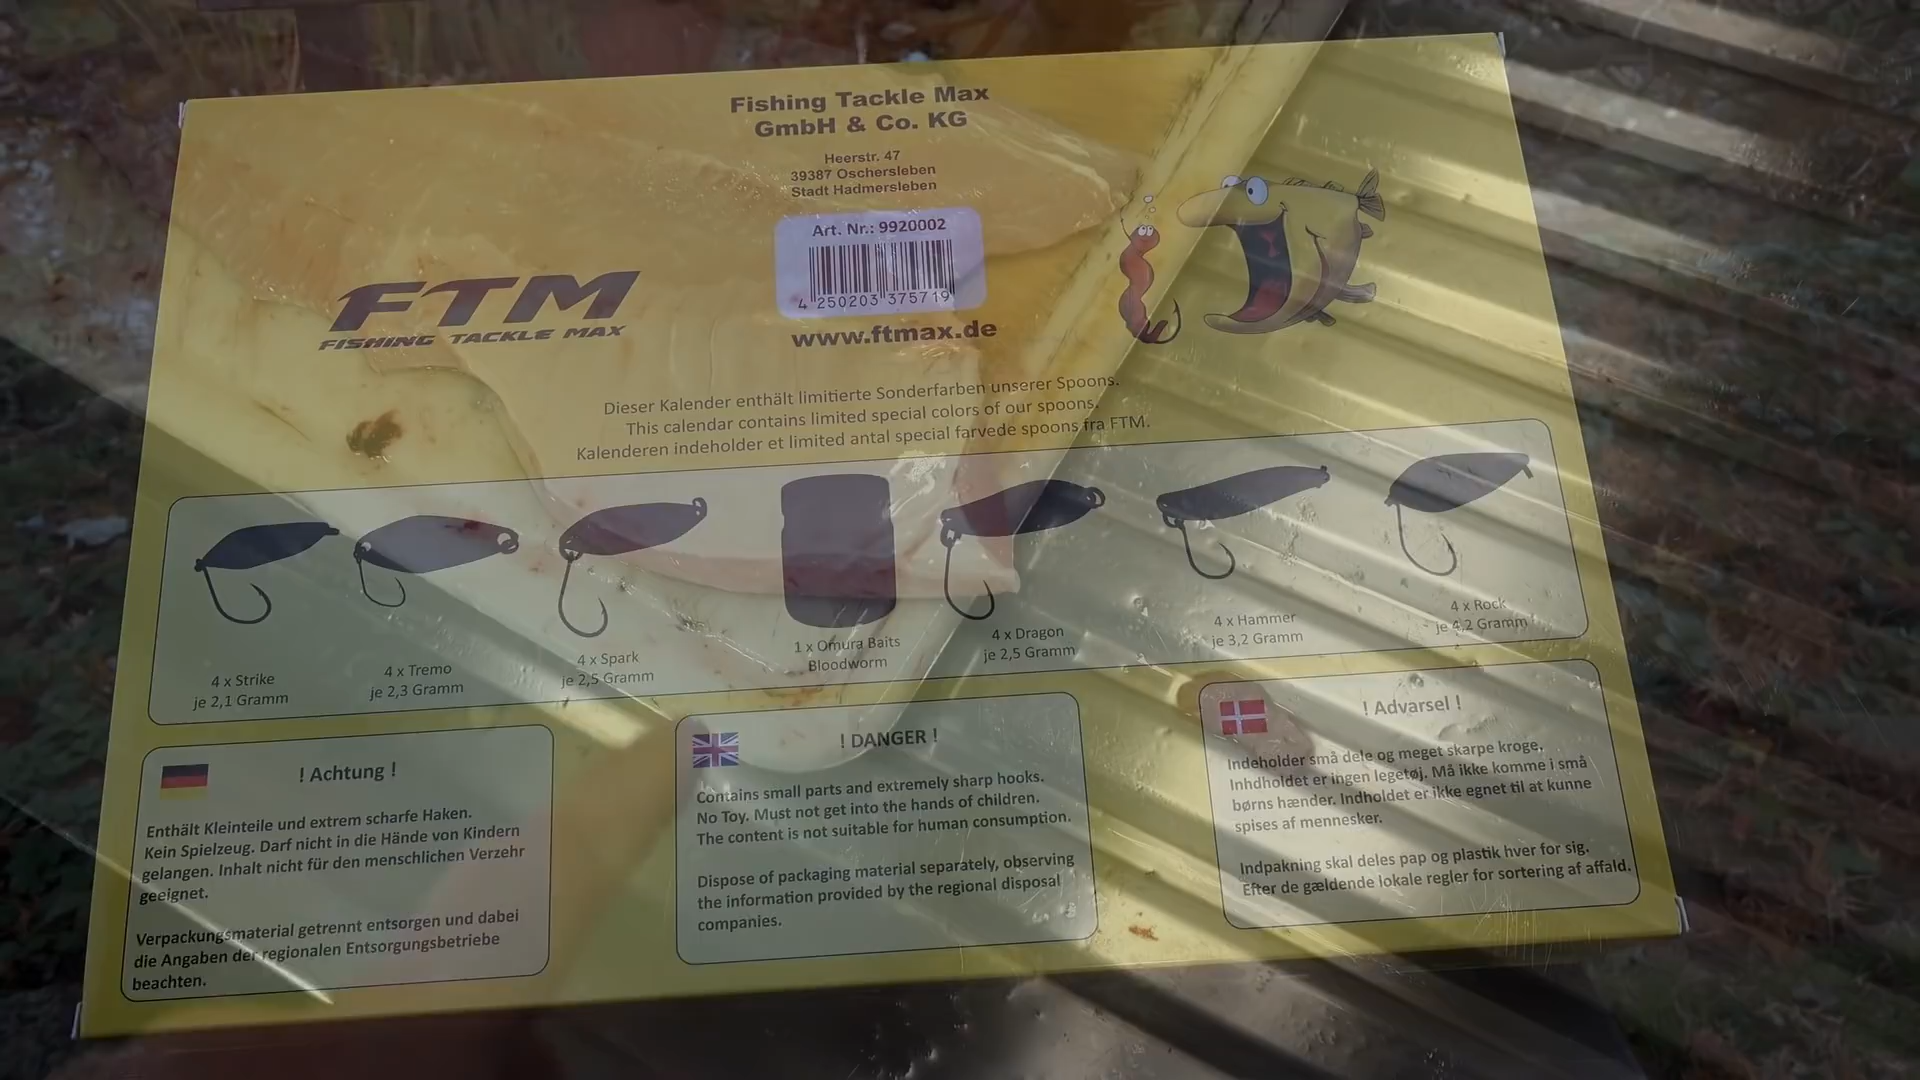 Fishing Tackle Max
GmbH & Co. KG
Heerstr. 47
39387 Oschersleben
Stadt Hadmersleben
Art. Nr.: 9920002
4 250203 375719
www.ftmax.de
FTM
FISHING TACKLE MAX
Dieser Kalender enthält limitierte Sonderfarben unserer Spoons.
This calendar contains limited special colors of our spoons.
Kalenderen indeholder et limited antal special farvede spoons fra FTM.
4 x Strike
je 2,1 Gramm
4 x Tremo
je 2,3 Gramm
4 x Spark
je 2,5 Gramm
1 x Omura Baits
Bloodworm
4 x Dragon
je 2,5 Gramm
4 x Hammer
je 3,2 Gramm
4 x Rock
je 4,2 Gramm
! Achtung !
Enthält Kleinteile und extrem scharfe Haken.
Kein Spielzeug. Darf nicht in die Hände von Kindern
gelangen. Inhalt nicht für den menschlichen Verzehr
geeignet.
Verpackungsmaterial getrennt entsorgen und dabei
die Angaben der regionalen Entsorgungsbetriebe
beachten.
! DANGER !
Contains small parts and extremely sharp hooks.
No Toy. Must not get into the hands of children.
The content is not suitable for human consumption.
Dispose of packaging material separately, observing
the information provided by the regional disposal
companies.
! Advarsel !
Indeholder små dele og meget skarpe kroge.
Inhdholdet er ingen legetøj. Må ikke komme i små
børns hænder. Indholdet er ikke egnet til at kunne
spises af mennesker.
Indpakning skal deles pap og plastik hver for sig.
Efter de gældende lokale regler for sortering af affald.